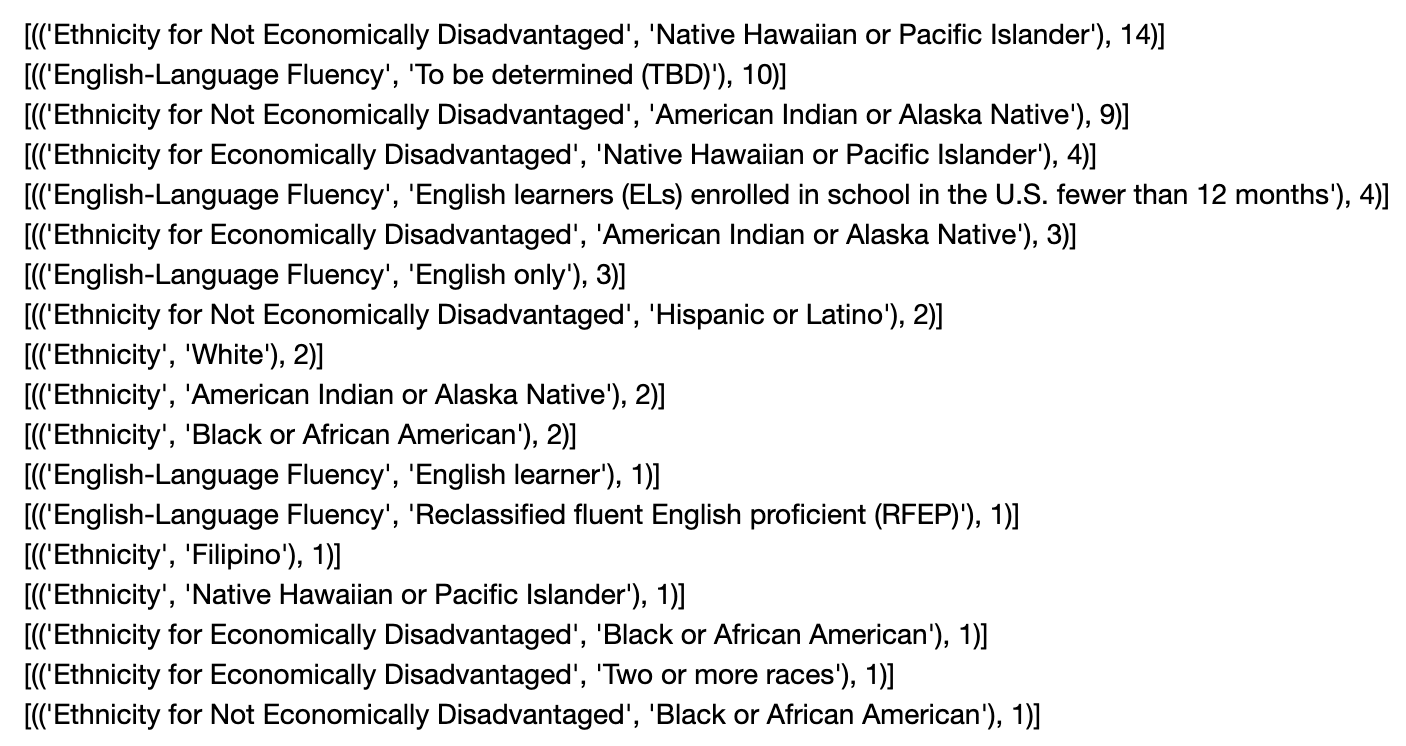 [(('Ethnicity for Not Economically Disadvantaged', 'Native Hawaiian or Pacific Islander'), 14)]
[(('English-Language Fluency', 'To be determined (TBD)'), 10)]
[(('Ethnicity for Not Economically Disadvantaged', 'American Indian or Alaska Native'), 9)]
[(('Ethnicity for Economically Disadvantaged', 'Native Hawaiian or Pacific Islander'), 4)]
[(('English-Language Fluency', 'English learners (ELs) enrolled in school in the U.S. fewer than 12 months'), 4)]
[(('Ethnicity for Economically Disadvantaged', 'American Indian or Alaska Native'), 3)]
[(('English-Language Fluency', 'English only'), 3)]
[(('Ethnicity for Not Economically Disadvantaged', 'Hispanic or Latino'), 2)]
[(('Ethnicity', 'White'), 2)]
[(('Ethnicity', 'American Indian or Alaska Native'), 2)]
[(('Ethnicity', 'Black or African American'), 2)]
[(('English-Language Fluency', 'English learner'), 1)]
[(('English-Language Fluency', 'Reclassified fluent English proficient (RFEP)'), 1)]
[(('Ethnicity', 'Filipino'), 1)]
[(('Ethnicity', 'Native Hawaiian or Pacific Islander'), 1)]
[(('Ethnicity for Economically Disadvantaged', 'Black or African American'), 1)]
[(('Ethnicity for Economically Disadvantaged', 'Two or more races'), 1)]
[(('Ethnicity for Not Economically Disadvantaged', 'Black or African American'), 1)]